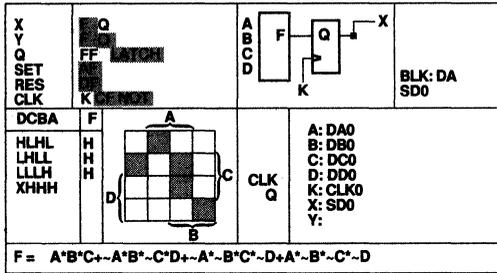 X F Q
Y
Q FF LATCH
SET
RES
CLK K NOT
A
B
C
D
F
Q
X
K
BLK: DA
SD0
DCBA F
HLHL H
LHLL H
LLLH H
XHHH
A
C
D
B
CLK
Q
A: DA0
B: DB0
C: DC0
D: DD0
K: CLK0
X: SD0
Y:
F = A*B*C+~A*B*~C*D+~A*~B*C*~D+A*~B*~C*~D